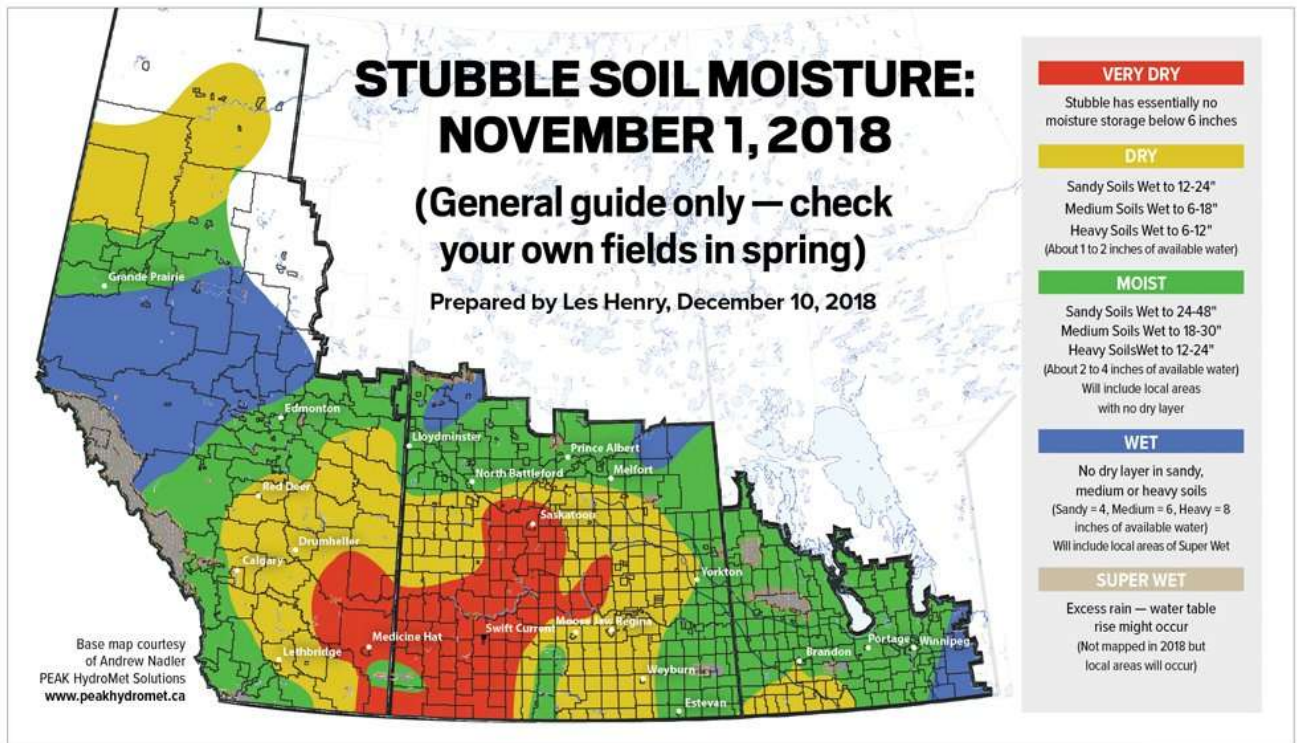 STUBBLE SOIL MOISTURE:
NOVEMBER 1, 2018
(General guide only — check
your own fields in spring)
Prepared by Les Henry, December 10, 2018
Grande Prairie
Edmonton
Lloydminster
Prince Albert
North Battleford
Melfort
Red Deer
Saskatoon
Drumheller
Calgary
Yorkton
Swift Current
Moose Jaw
Regina
Medicine Hat
Portage
Winnipeg
Lethbridge
Brandon
Weyburn
Estevan
Base map courtesy
of Andrew Nadler
PEAK HydroMet Solutions
www.peakhydromet.ca
VERY DRY
Stubble has essentially no
moisture storage below 6 inches
DRY
Sandy Soils Wet to 12-24"
Medium Soils Wet to 6-18"
Heavy Soils Wet to 6-12"
(About 1 to 2 inches of available water)
MOIST
Sandy Soils Wet to 24-48"
Medium Soils Wet to 18-30"
Heavy SoilsWet to 12-24"
(About 2 to 4 inches of available water)
Will include local areas
with no dry layer
WET
No dry layer in sandy,
medium or heavy soils
(Sandy = 4, Medium = 6, Heavy = 8
inches of available water)
Will include local areas of Super Wet
SUPER WET
Excess rain — water table
rise might occur
(Not mapped in 2018 but
local areas will occur)